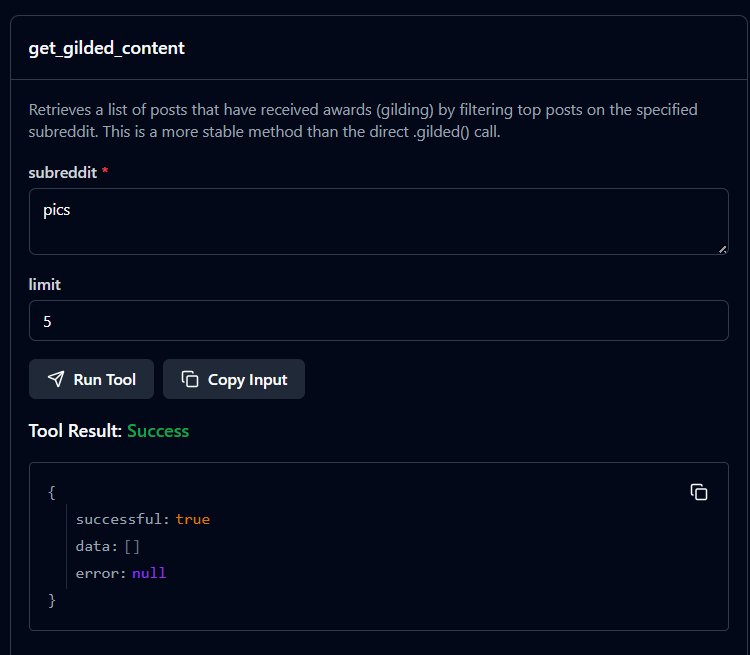 get_gilded_content
Retrieves a list of posts that have received awards (gilding) by filtering top posts on the specified
subreddit. This is a more stable method than the direct .gilded() call.
subreddit *
pics
limit
5
Run Tool Copy Input
Tool Result: Success
{
successful: true
data: []
error: null
}